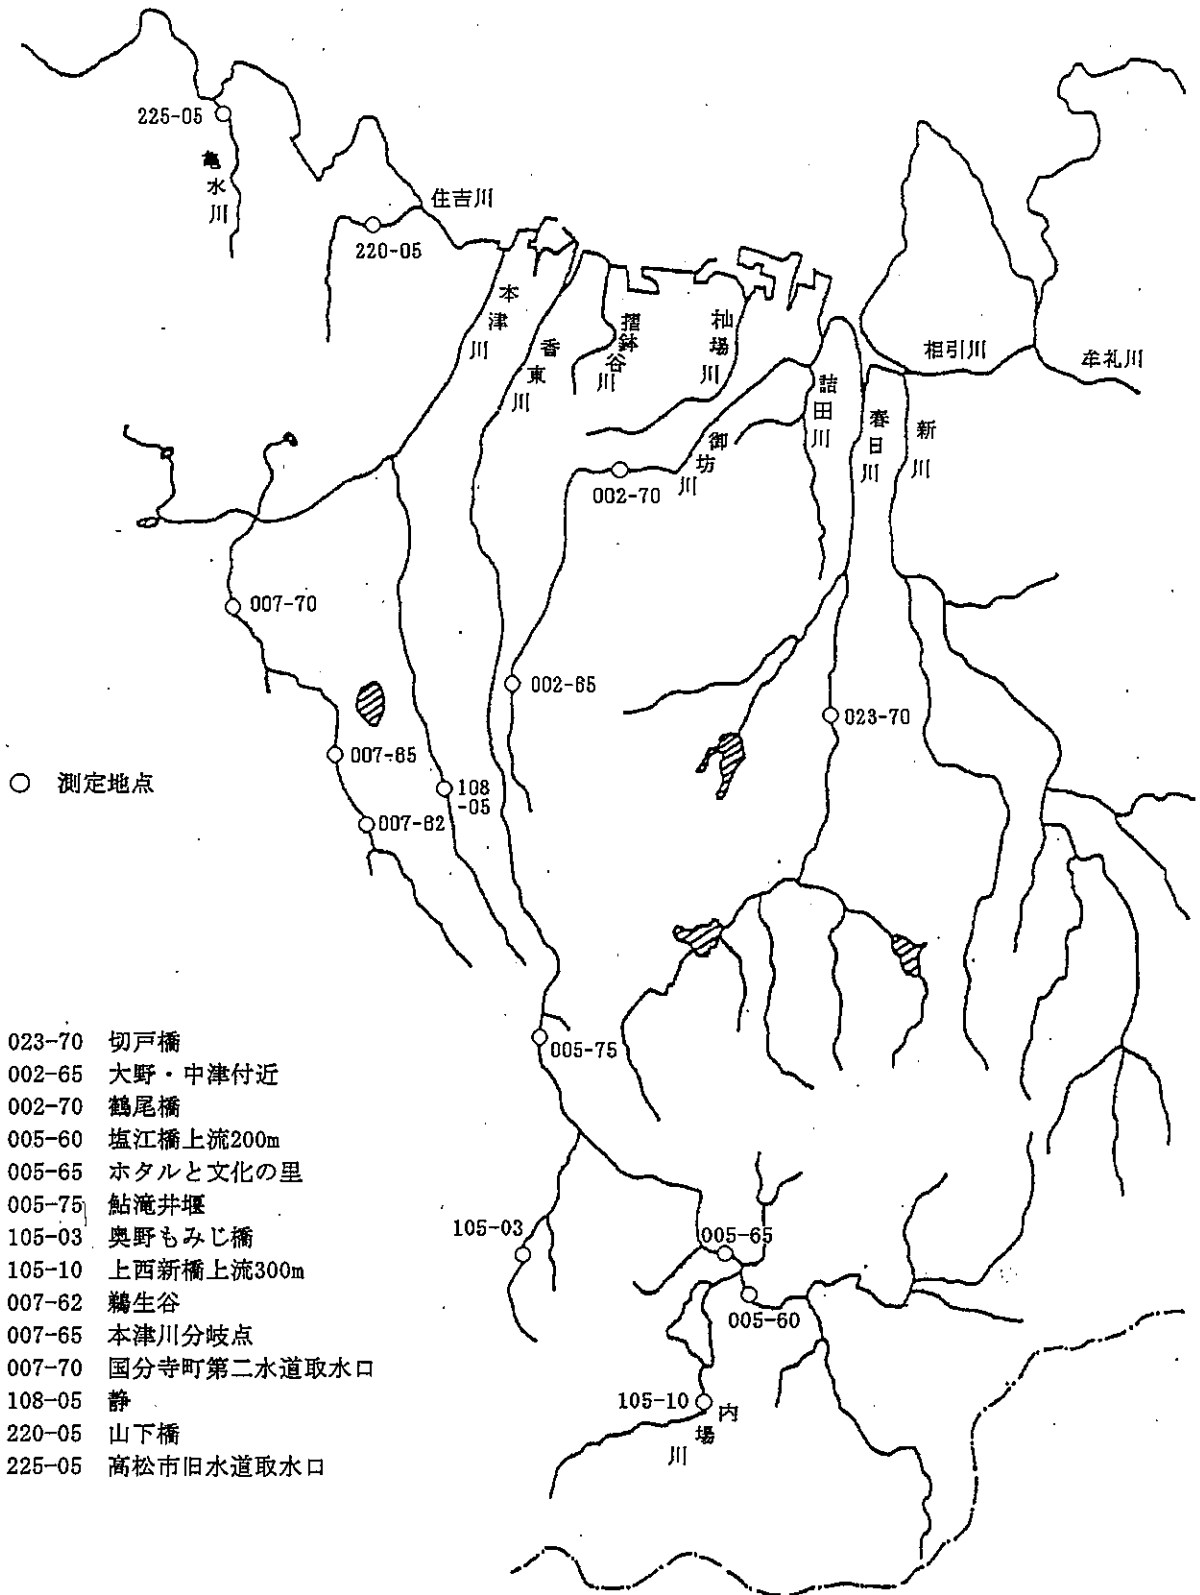 225-05
亀水川
住吉川
220-05
本津川
香東川
摺鉢谷川
杣場川
御坊川
詰田川
春日川
新川
相引川
牟礼川
002-70
007-70
002-65
023-70
007-65
108
-05
007-62
○ 測定地点
005-75
105-03
005-65
005-60
105-10
内場川
023-70 切戸橋
002-65 大野・中津付近
002-70 鶴尾橋
005-60 塩江橋上流200m
005-65 ホタルと文化の里
005-75 鮎滝井堰
105-03 奥野もみじ橋
105-10 上西新橋上流300m
007-62 鵜生谷
007-65 本津川分岐点
007-70 国分寺町第二水道取水口
108-05 静
220-05 山下橋
225-05 高松市旧水道取水口